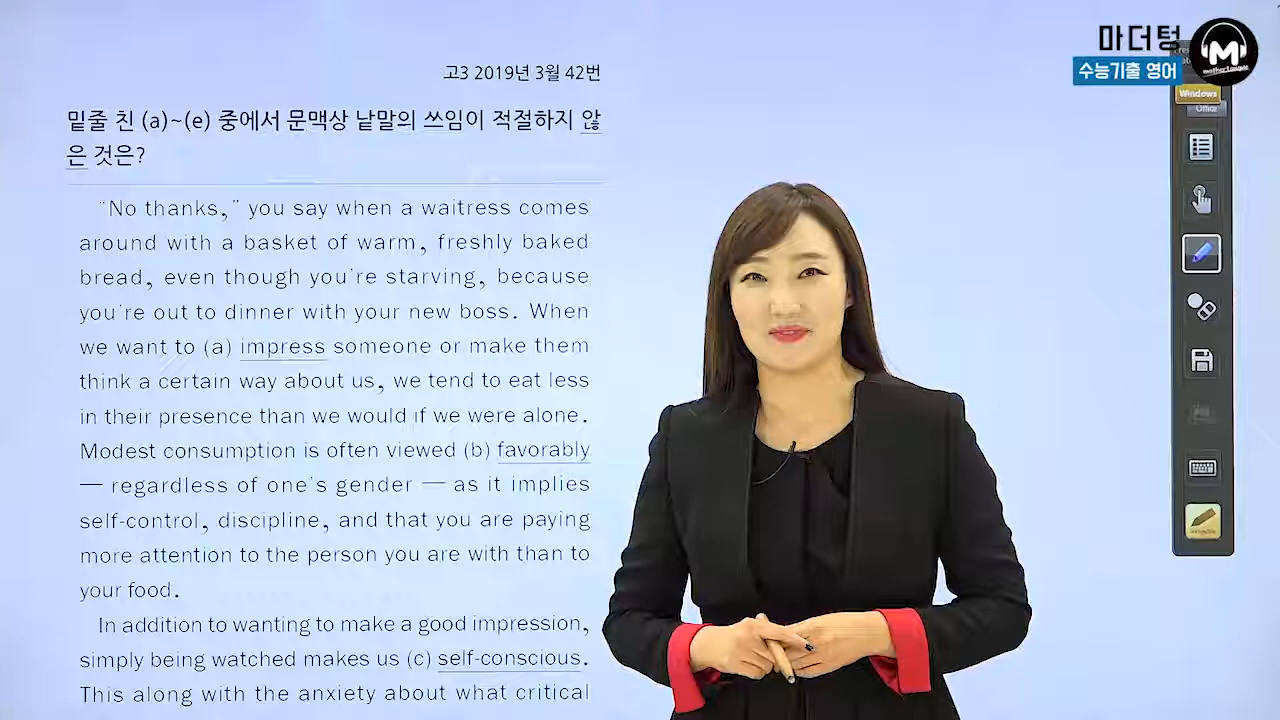 마더텅
수능기출 영어
M
mother tongue
Windows
Office
고3 2019년 3월 42번
밑줄 친 (a)~(e) 중에서 문맥상 낱말의 쓰임이 적절하지 않
은 것은?
No thanks," you say when a waitress comes
around with a basket of warm, freshly baked
bread, even though you're starving, because
you're out to dinner with your new boss. When
we want to (a) impress someone or make them
think a certain way about us, we tend to eat less
in their presence than we would if we were alone.
Modest consumption is often viewed (b) favorably
— regardless of one's gender — as it implies
self-control, discipline, and that you are paying
more attention to the person you are with than to
your food.
In addition to wanting to make a good impression,
simply being watched makes us (c) self-conscious.
This along with the anxiety about what critical